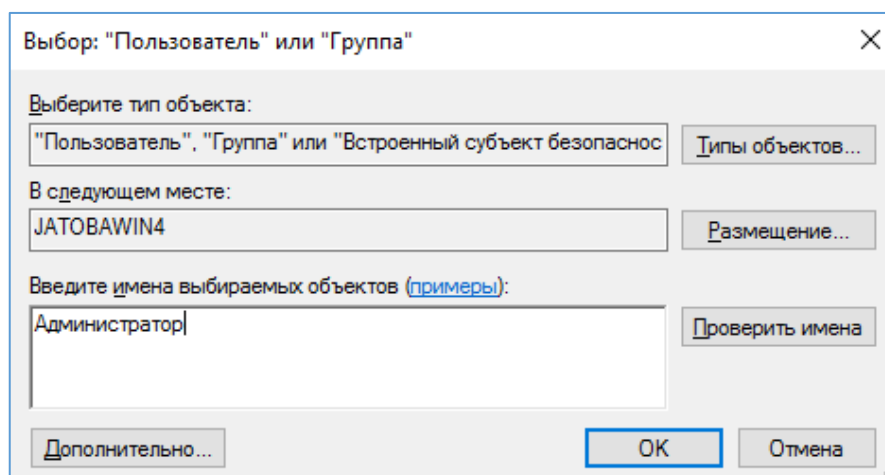 Выбор: "Пользователь" или "Группа"
Выберите тип объекта:
"Пользователь", "Группа" или "Встроенный субъект безопаснос
Типы объектов...
В следующем месте:
JATOBAWIN4
Размещение...
Введите имена выбираемых объектов (примеры):
Администратор
Проверить имена
Дополнительно...
OK
Отмена